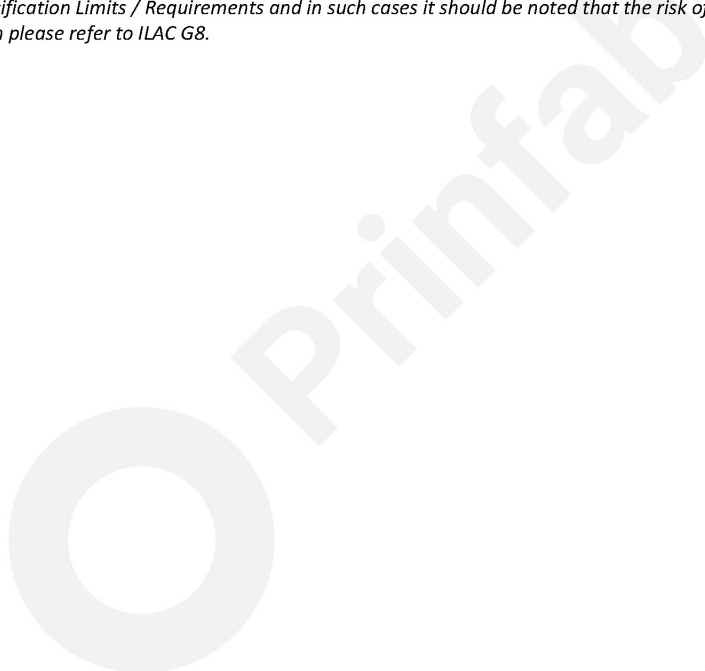 ification Limits / Requirements and in such cases it should be noted that the risk of
please refer to ILAC G8.
Prinfab